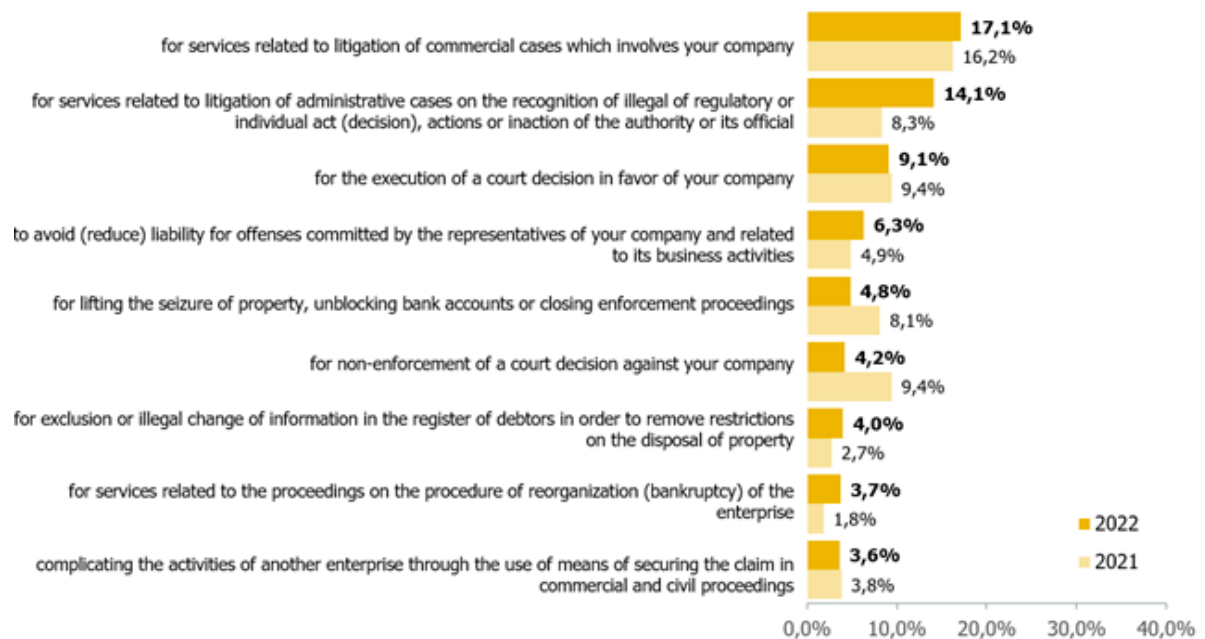 for services related to litigation of commercial cases which involves your company
17,1%
16,2%
for services related to litigation of administrative cases on the recognition of illegal of regulatory or
individual act (decision), actions or inaction of the authority or its official
14,1%
8,3%
for the execution of a court decision in favor of your company
9,1%
9,4%
to avoid (reduce) liability for offenses committed by the representatives of your company and related
to its business activities
6,3%
4,9%
for lifting the seizure of property, unblocking bank accounts or closing enforcement proceedings
4,8%
8,1%
for non-enforcement of a court decision against your company
4,2%
9,4%
for exclusion or illegal change of information in the register of debtors in order to remove restrictions
on the disposal of property
4,0%
2,7%
for services related to the proceedings on the procedure of reorganization (bankruptcy) of the
enterprise
3,7%
1,8%
complicating the activities of another enterprise through the use of means of securing the claim in
commercial and civil proceedings
3,6%
3,8%
2022
2021
0,0% 10,0% 20,0% 30,0% 40,0%